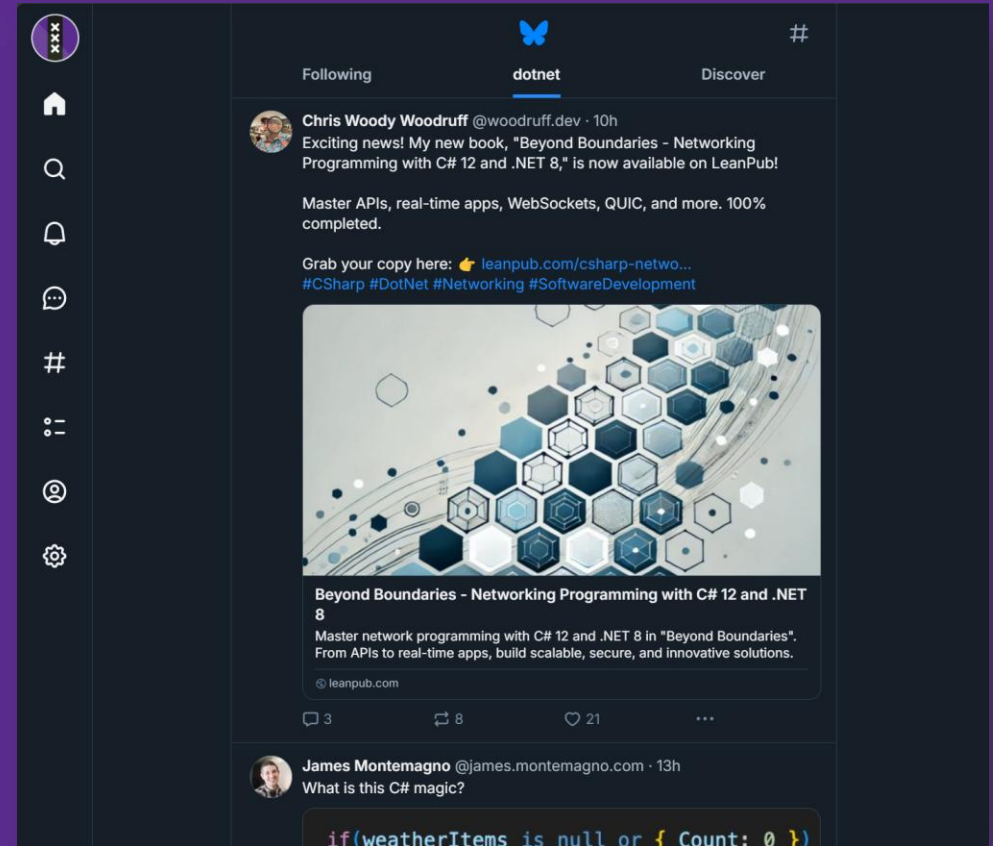 Following
dotnet
Discover
Chris Woody Woodruff @woodruff.dev · 10h
Exciting news! My new book, "Beyond Boundaries - Networking
Programming with C# 12 and .NET 8," is now available on LeanPub!
Master APIs, real-time apps, WebSockets, QUIC, and more. 100%
completed.
Grab your copy here: 👉 leanpub.com/csharp-netwo...
#CSharp #DotNet #Networking #SoftwareDevelopment
Beyond Boundaries - Networking Programming with C# 12 and .NET
8
Master network programming with C# 12 and .NET 8 in "Beyond Boundaries".
From APIs to real-time apps, build scalable, secure, and innovative solutions.
leanpub.com
3
8
21
James Montemagno @james.montemagno.com · 13h
What is this C# magic?
if(weatherItems is null or { Count: 0 })